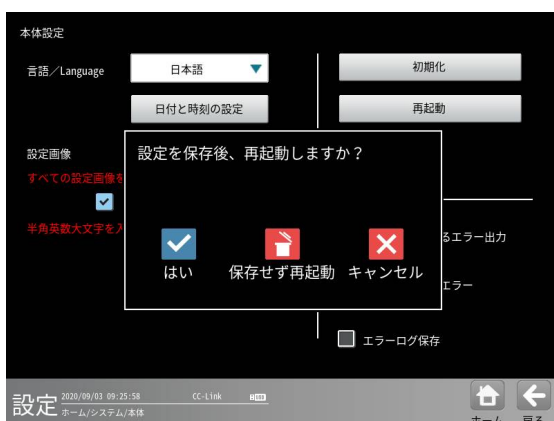 本体設定
言語／Language
日本語
初期化
日付と時刻の設定
再起動
設定画像
すべての設定画像を
半角英数大文字を入
設定を保存後、再起動しますか？
はい
保存せず再起動
キャンセル
るエラー出力
エラー
エラーログ保存
設定
2020/09/03 09:25:58
CC-Link
ホーム/システム/本体
ホーム
戻る